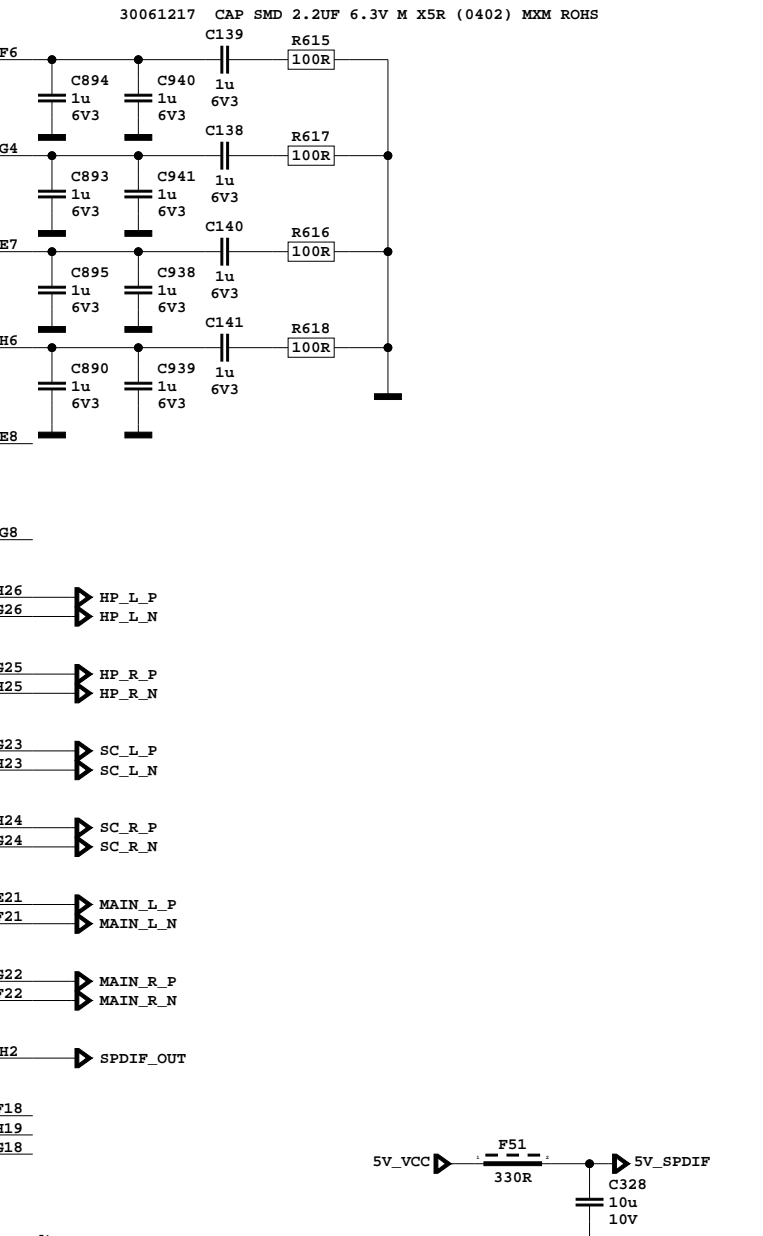 30061217 CAP SMD 2.2UF 6.3V M X5R (0402) MXM ROHS
C139 R615
F6 100R
C894 C940 1u
1u 1u 6V3
6V3 6V3
C138 R617
G4 100R
C893 C941 1u
1u 1u 6V3
6V3 6V3
C140 R616
E7 100R
C895 C938 1u
1u 1u 6V3
6V3 6V3
C141 R618
H6 100R
C890 C939 1u
1u 1u 6V3
6V3 6V3
E8
G8
H26 HP_L_P
G26 HP_L_N
G25 HP_R_P
H25 HP_R_N
G23 SC_L_P
H23 SC_L_N
H24 SC_R_P
G24 SC_R_N
E21 MAIN_L_P
F21 MAIN_L_N
G22 MAIN_R_P
F22 MAIN_R_N
H2 SPDIF_OUT
F18
H19
G18
F51
5V_VCC 1 2 5V_SPDIF
330R
C328
10u
10V